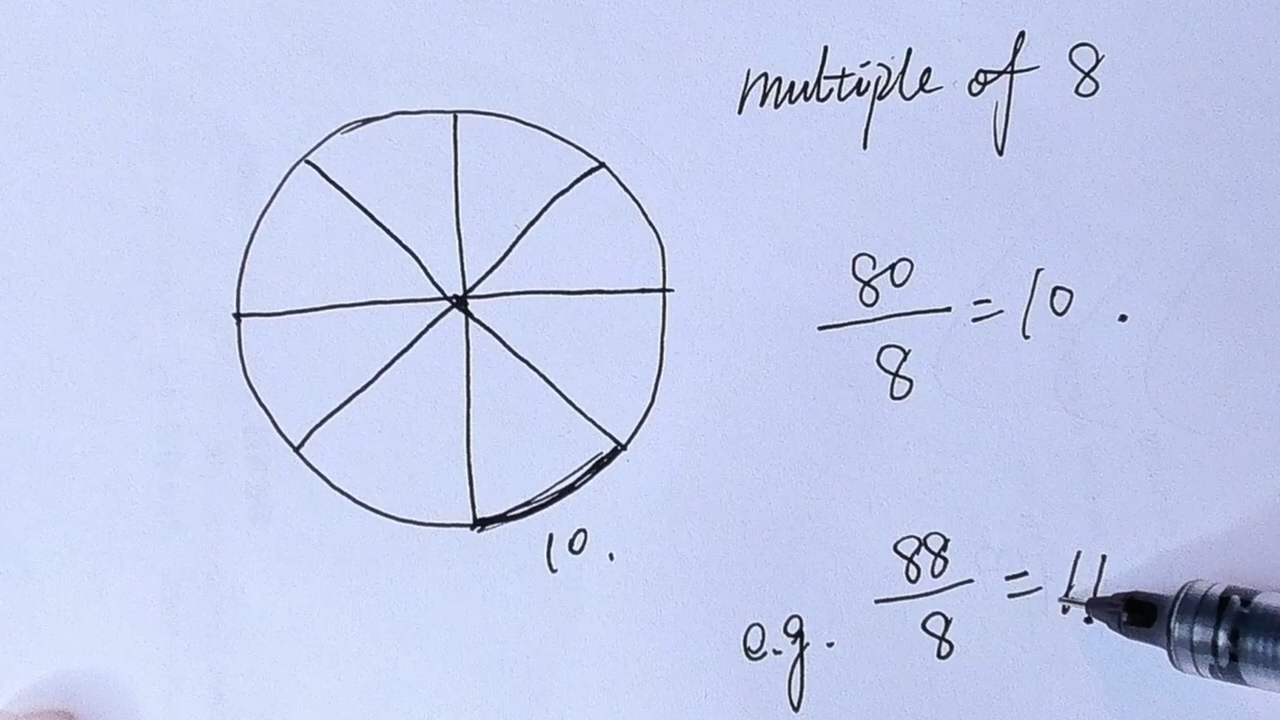 multiple of 8
80/8 = 10 .
10.
e.g. 88/8 = 11